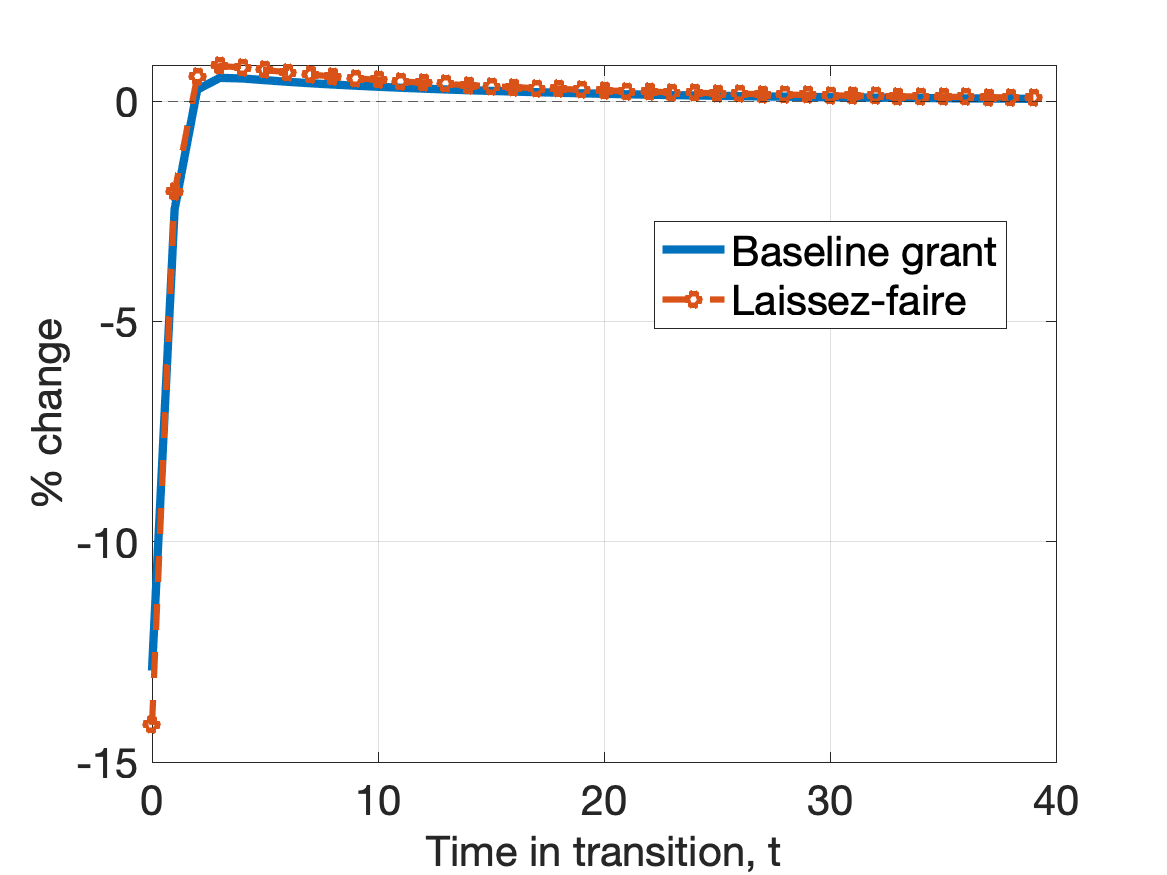 0
-5
-10
-15
% change
Baseline grant
Laissez-faire
0 10 20 30 40
Time in transition, t